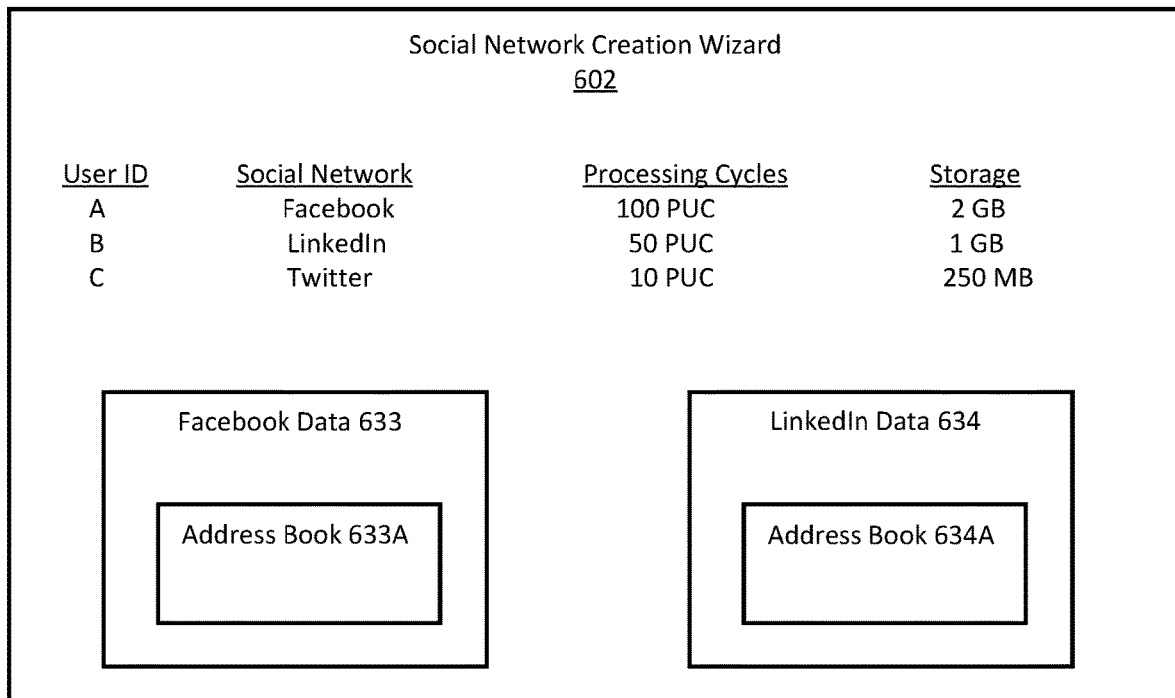 Social Network Creation Wizard
602
User ID Social Network Processing Cycles Storage
A Facebook 100 PUC 2 GB
B LinkedIn 50 PUC 1 GB
C Twitter 10 PUC 250 MB
Facebook Data 633 LinkedIn Data 634
Address Book 633A Address Book 634A